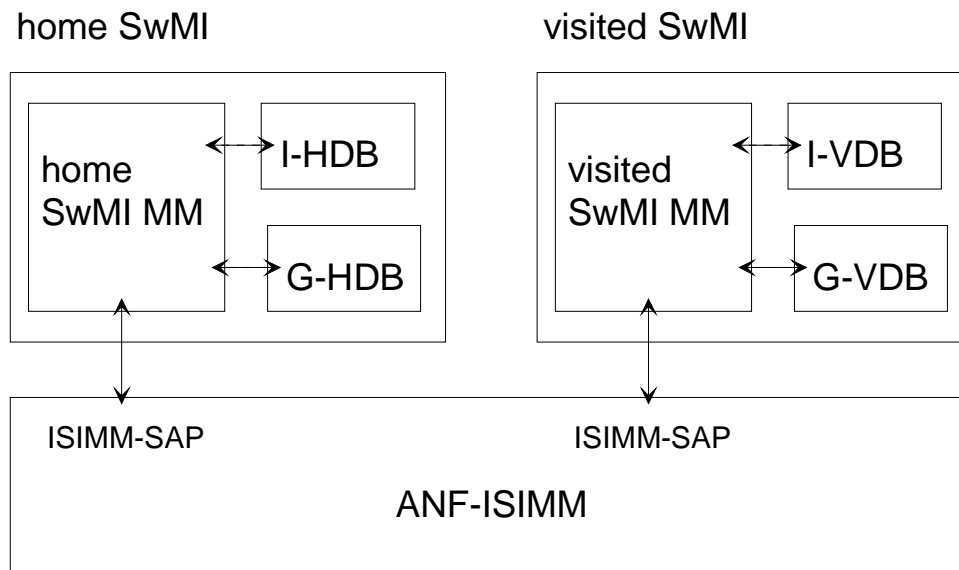 home SwMI
visited SwMI
home
SwMI MM
I-HDB
G-HDB
visited
SwMI MM
I-VDB
G-VDB
ISIMM-SAP
ISIMM-SAP
ANF-ISIMM